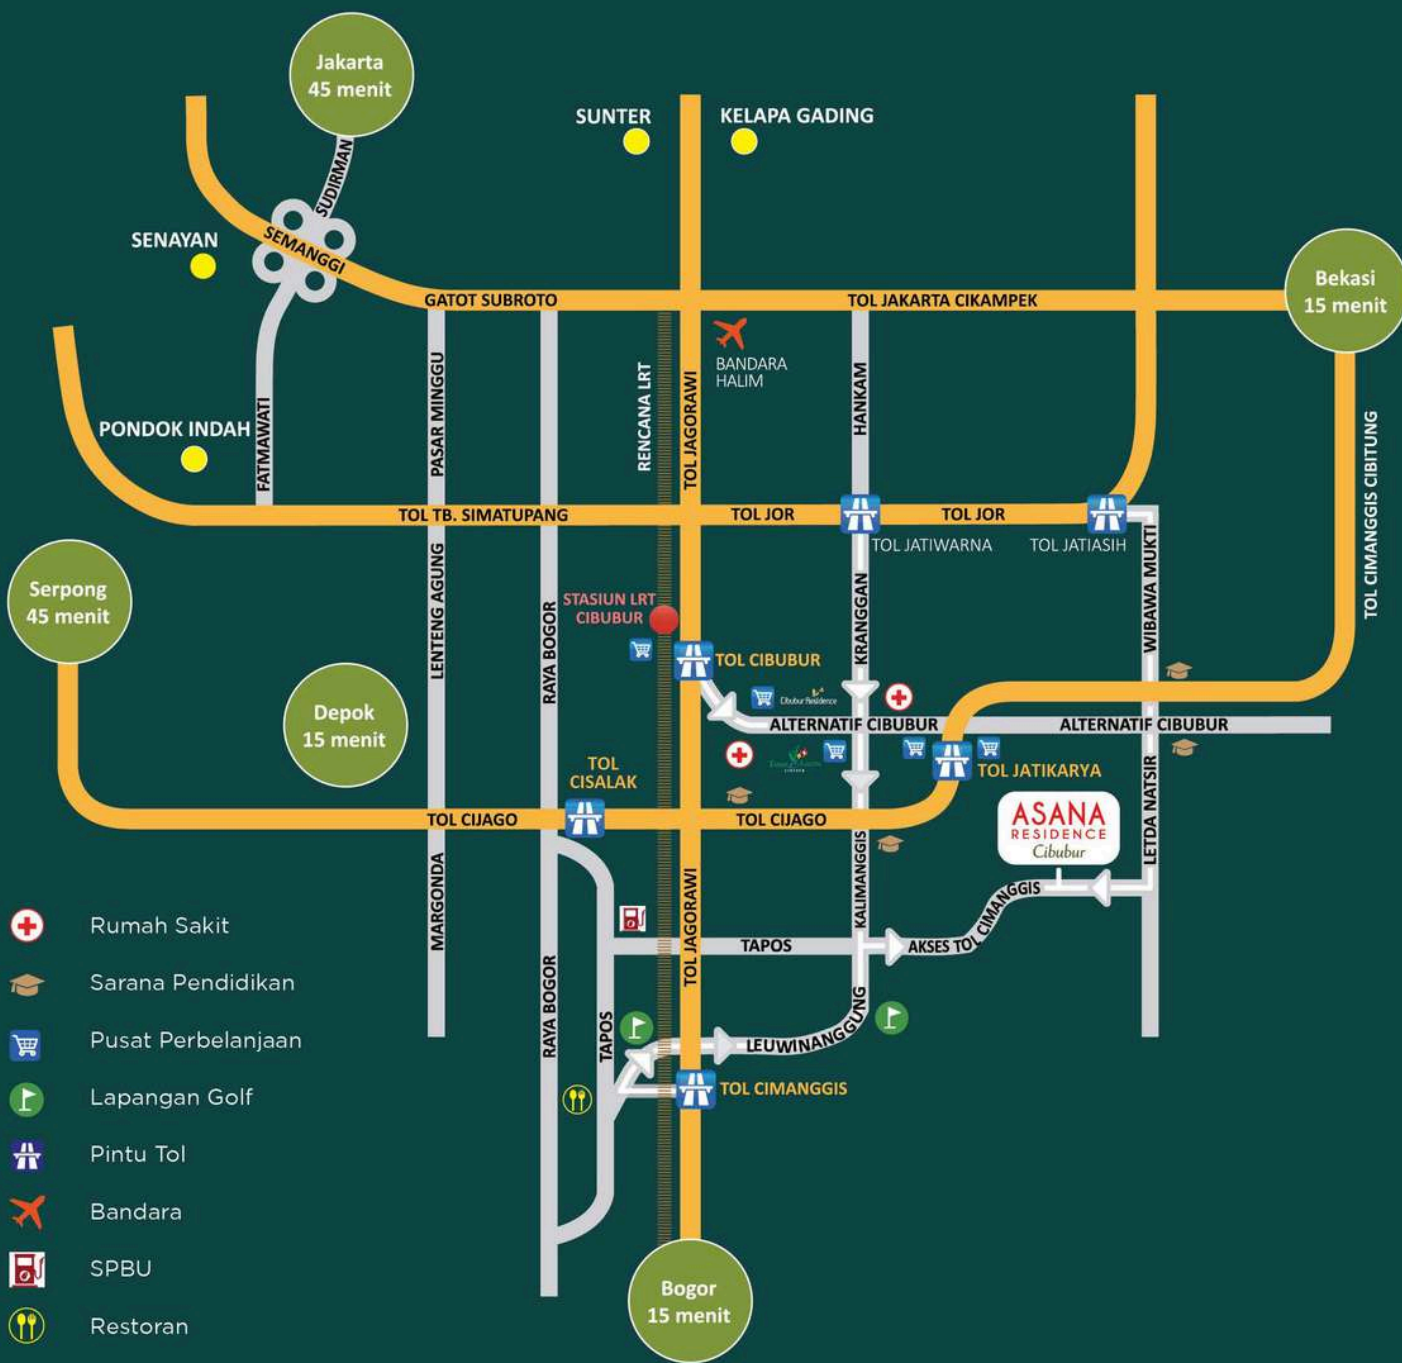 Jakarta
45 menit
SUNTER
KELAPA GADING
SUDIRMAN
SENAYAN
SEMANGGI
Bekasi
15 menit
GATOT SUBROTO
TOL JAKARTA CIKAMPEK
BANDARA
HALIM
RENCANA LRT
PASAR MINGGU
TOL JAGORAWI
HANKAM
TOL CIMANGGIS CIBITUNG
PONDOK INDAH
FATMAWATI
TOL TB. SIMATUPANG
TOL JOR
TOL JOR
TOL JATIWARNA
TOL JATIASIH
Serpong
45 menit
LENTENG AGUNG
RAYA BOGOR
STASIUN LRT
CIBUBUR
TOL CIBUBUR
KRANGGAN
WIBAWA MUKTI
Depok
15 menit
Cibubur Residence
ALTERNATIF CIBUBUR
ALTERNATIF CIBUBUR
TOL
CISALAK
CIBUBUR
TOL JATIKARYA
TOL CIJAGO
TOL CIJAGO
ASANA
RESIDENCE
Cibubur
LETDA NATSIR
MARGONDA
KALIMANGGIS
AKSES TOL CIMANGGIS
TAPOS
TOL JAGORAWI
RAYA BOGOR
TAPOS
LEUWINANGGUNG
TOL CIMANGGIS
Bogor
15 menit
Rumah Sakit
Sarana Pendidikan
Pusat Perbelanjaan
Lapangan Golf
Pintu Tol
Bandara
SPBU
Restoran